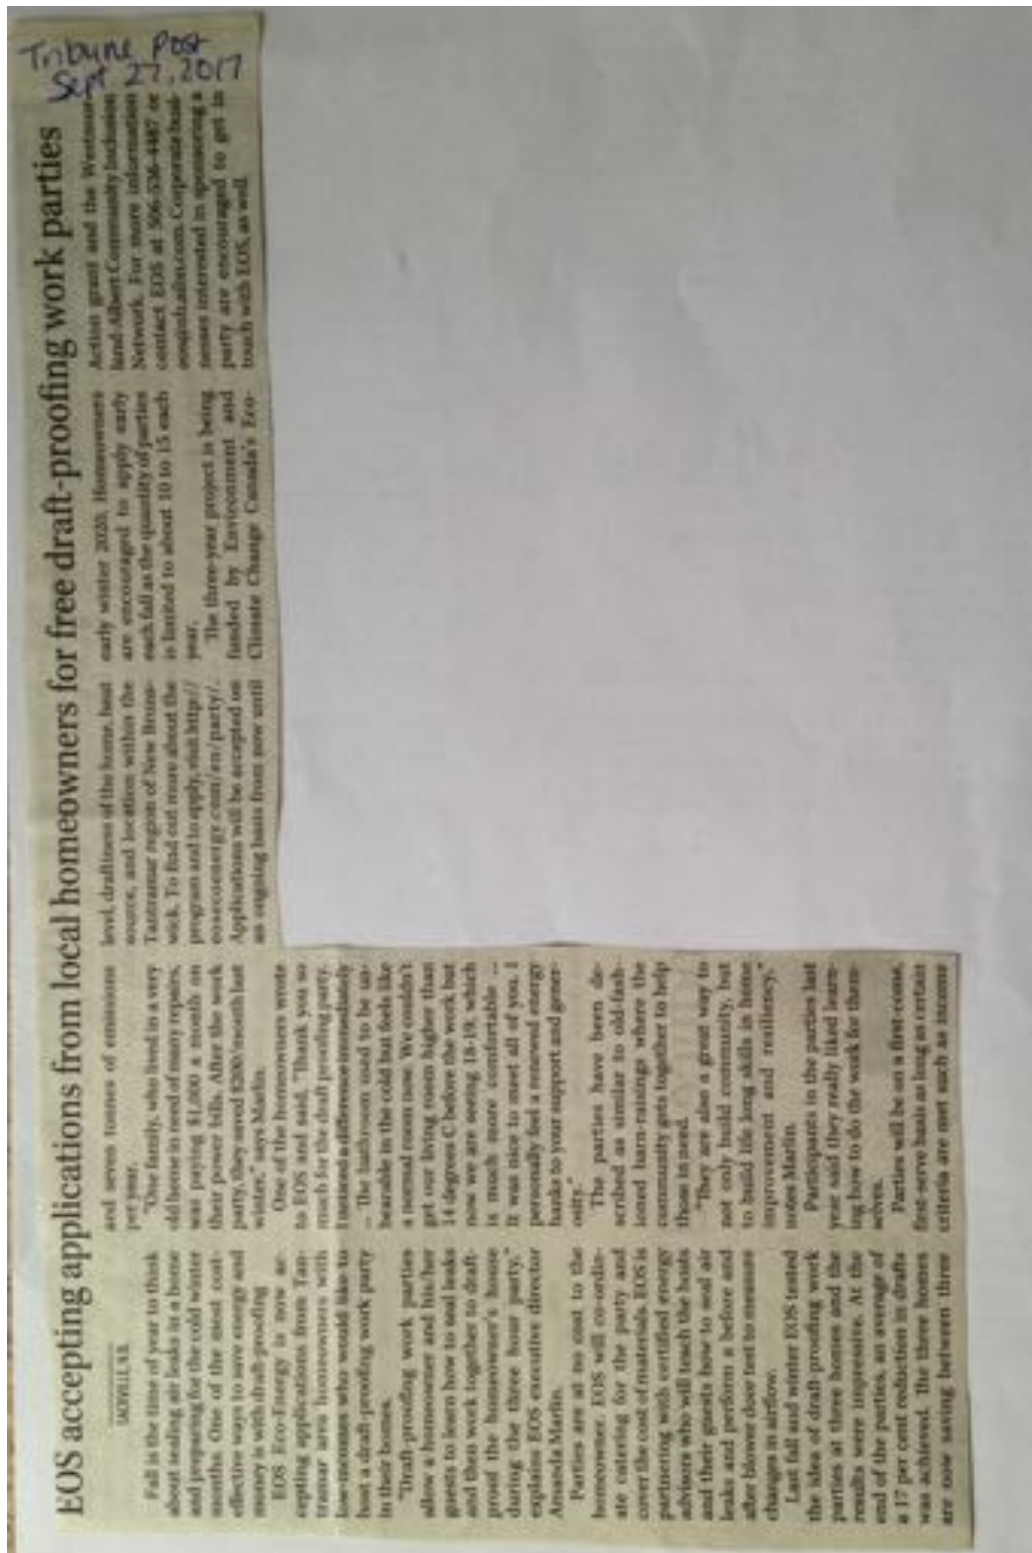 Tribune Post
Sept 27, 2017
EOS accepting applications from local homeowners for free draft-proofing work parties
SACKVILLE, N.B.
Fall is the time of year to think
about sealing air leaks in a home
and preparing for the cold winter
months. One of the most cost-
effective ways to save energy and
money is with draft-proofing
EOS Eco-Energy is now ac-
cepting applications from Tan-
tramar area homeowners with
low-incomes who would like to
host a draft-proofing work party
in their homes.
"Draft-proofing work parties
allow a homeowner and his/her
guests to learn how to seal leaks
and then work together to draft-
proof the homeowner's house
during the three hour party,"
explains EOS executive director
Amanda Marlin.
Parties are at no cost to the
homeowner. EOS will co-ordin-
ate catering for the party and
cover the cost of materials. EOS is
partnering with certified energy
advisors who will teach the hosts
and their guests how to seal air
leaks and perform a before and
after blower door test to measure
changes in airflow.
Last fall and winter EOS tested
the idea of draft-proofing work
parties at three homes and the
results were impressive. At the
end of the parties, an average of
a 17 per cent reduction in drafts
was achieved. The three homes
are now saving between three
and seven tonnes of emissions
per year.
"One family, who lived in a very
old home in need of many repairs,
was paying $1,000 a month on
their power bills. After the work
party, they saved $200/month last
winter," says Marlin.
One of the homeowners wrote
to EOS and said, "Thank you so
much for the draft proofing party.
I noticed a difference immediately
... The bathroom used to be un-
bearable in the cold but feels like
a normal room now. We couldn't
get our living room higher than
14 degrees C before the work but
now we are seeing 18-19, which
is much more comfortable ...
It was nice to meet all of you. I
personally feel a renewed energy
thanks to your support and gener-
osity."
The parties have been de-
scribed as similar to old-fash-
ioned barn-raisings where the
community gets together to help
those in need.
"They are also a great way to
not only build community, but
to build life long skills in home
improvement and resiliency,"
notes Marlin.
Participants in the parties last
year said they really liked learn-
ing how to do the work for them-
selves.
Parties will be on a first-come,
first-serve basis as long as certain
criteria are met such as income
level, draftiness of the home, heat
source, and location within the
Tantramar region of New Bruns-
wick. To find out more about the
program and to apply, visit http://
eosecoenergy.com/en/party/.
Applications will be accepted on
an ongoing basis from now until
early winter 2020. Homeowners
are encouraged to apply early
each fall as the quantity of parties
is limited to about 10 to 15 each
year.
The three-year project is being
funded by Environment and
Climate Change Canada's Eco-
Action grant and the Westmor-
land Albert Community Inclusion
Network. For more information
contact EOS at 506-536-4487 or
Corporate busi-
nesses interested in sponsoring a
party are encouraged to get in
touch with EOS, as well.